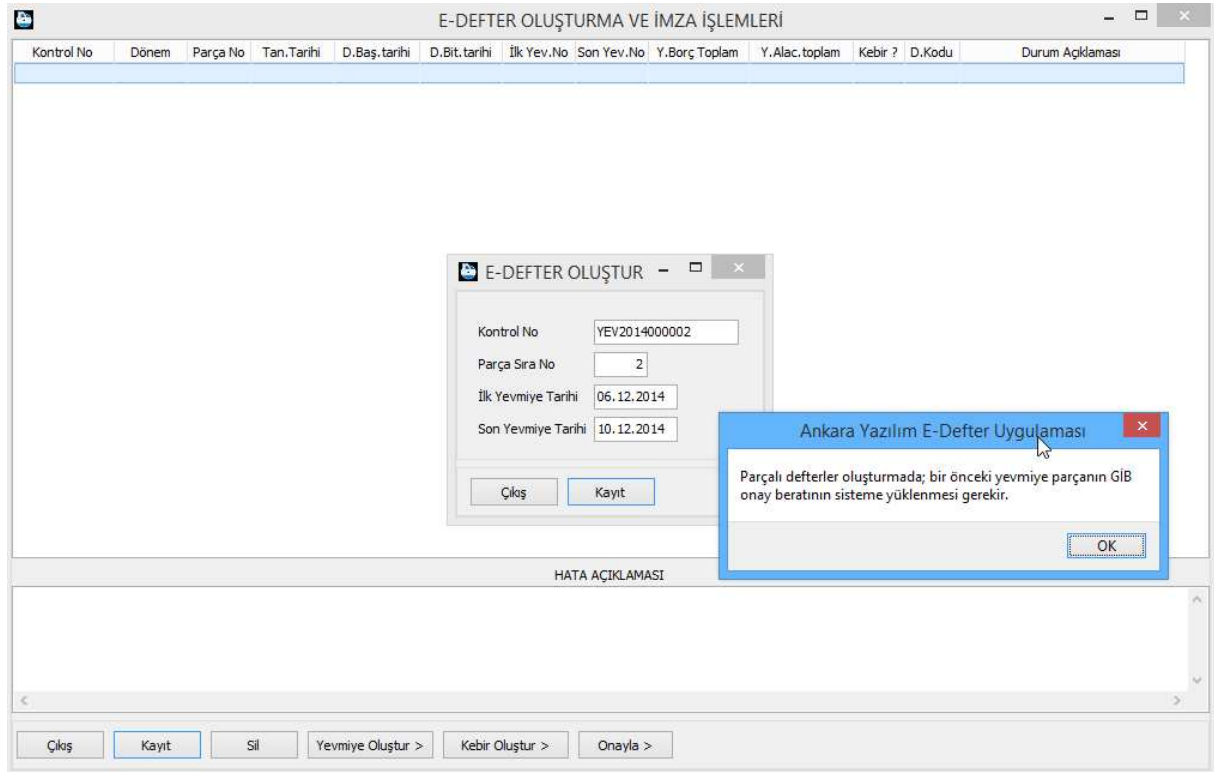 E-DEFTER OLUŞTURMA VE İMZA İŞLEMLERİ
Kontrol No Dönem Parça No Tan.Tarihi D.Baş.tarihi D.Bit.tarihi İlk Yev.No Son Yev.No Y.Borç Toplam Y.Alac.toplam Kebir ? D.Kodu Durum Açıklaması
E-DEFTER OLUŞTUR
Kontrol No YEV2014000002
Parça Sıra No 2
İlk Yevmiye Tarihi 06.12.2014
Son Yevmiye Tarihi 10.12.2014
Çıkış Kayıt
Ankara Yazılım E-Defter Uygulaması
Parçalı defterler oluşturmada; bir önceki yevmiye parçanın GİB
onay beratının sisteme yüklenmesi gerekir.
OK
HATA AÇIKLAMASI
Çıkış Kayıt Sil Yevmiye Oluştur > Kebir Oluştur > Onayla >